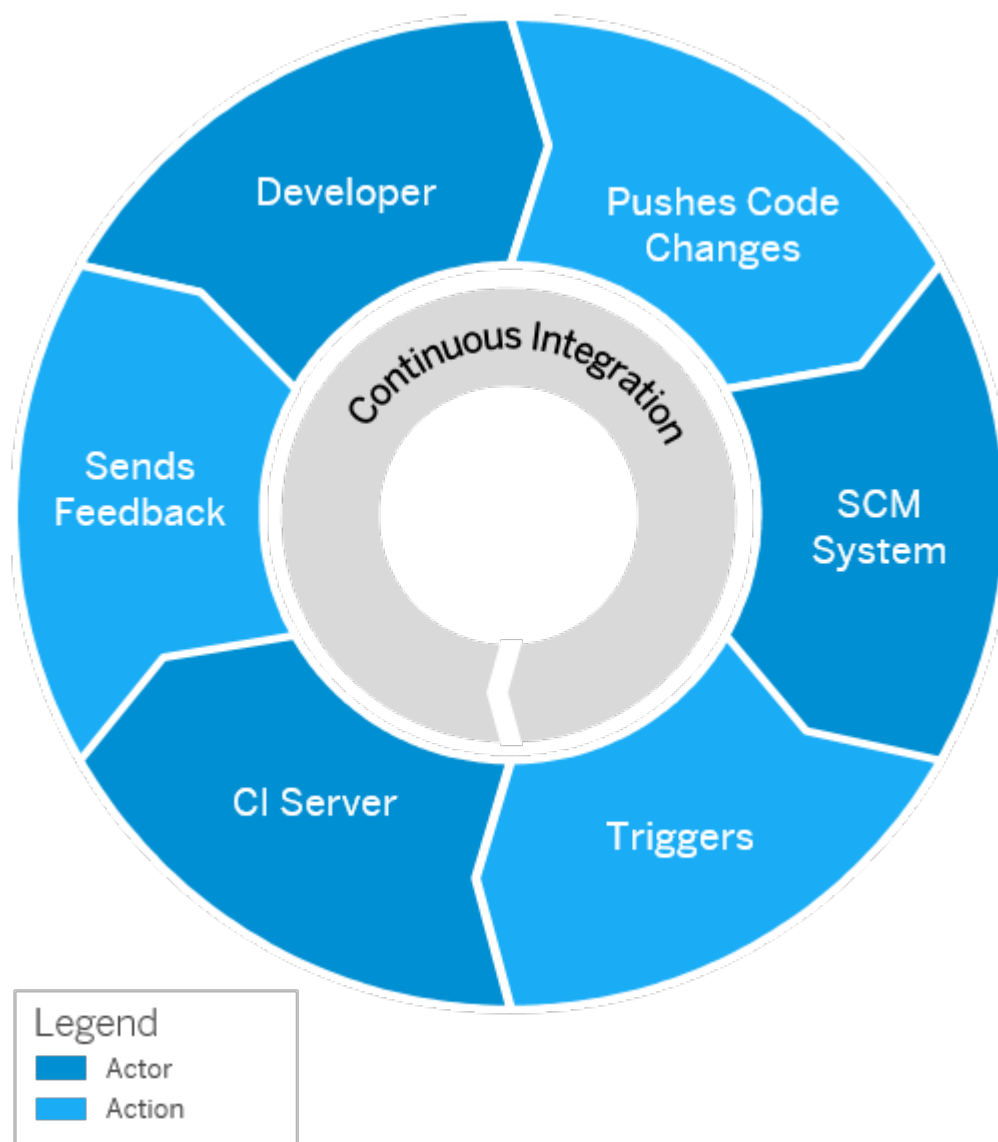 Developer
Pushes Code
Changes
Continuous Integration
Sends
Feedback
SCM
System
CI Server
Triggers
Legend
Actor
Action